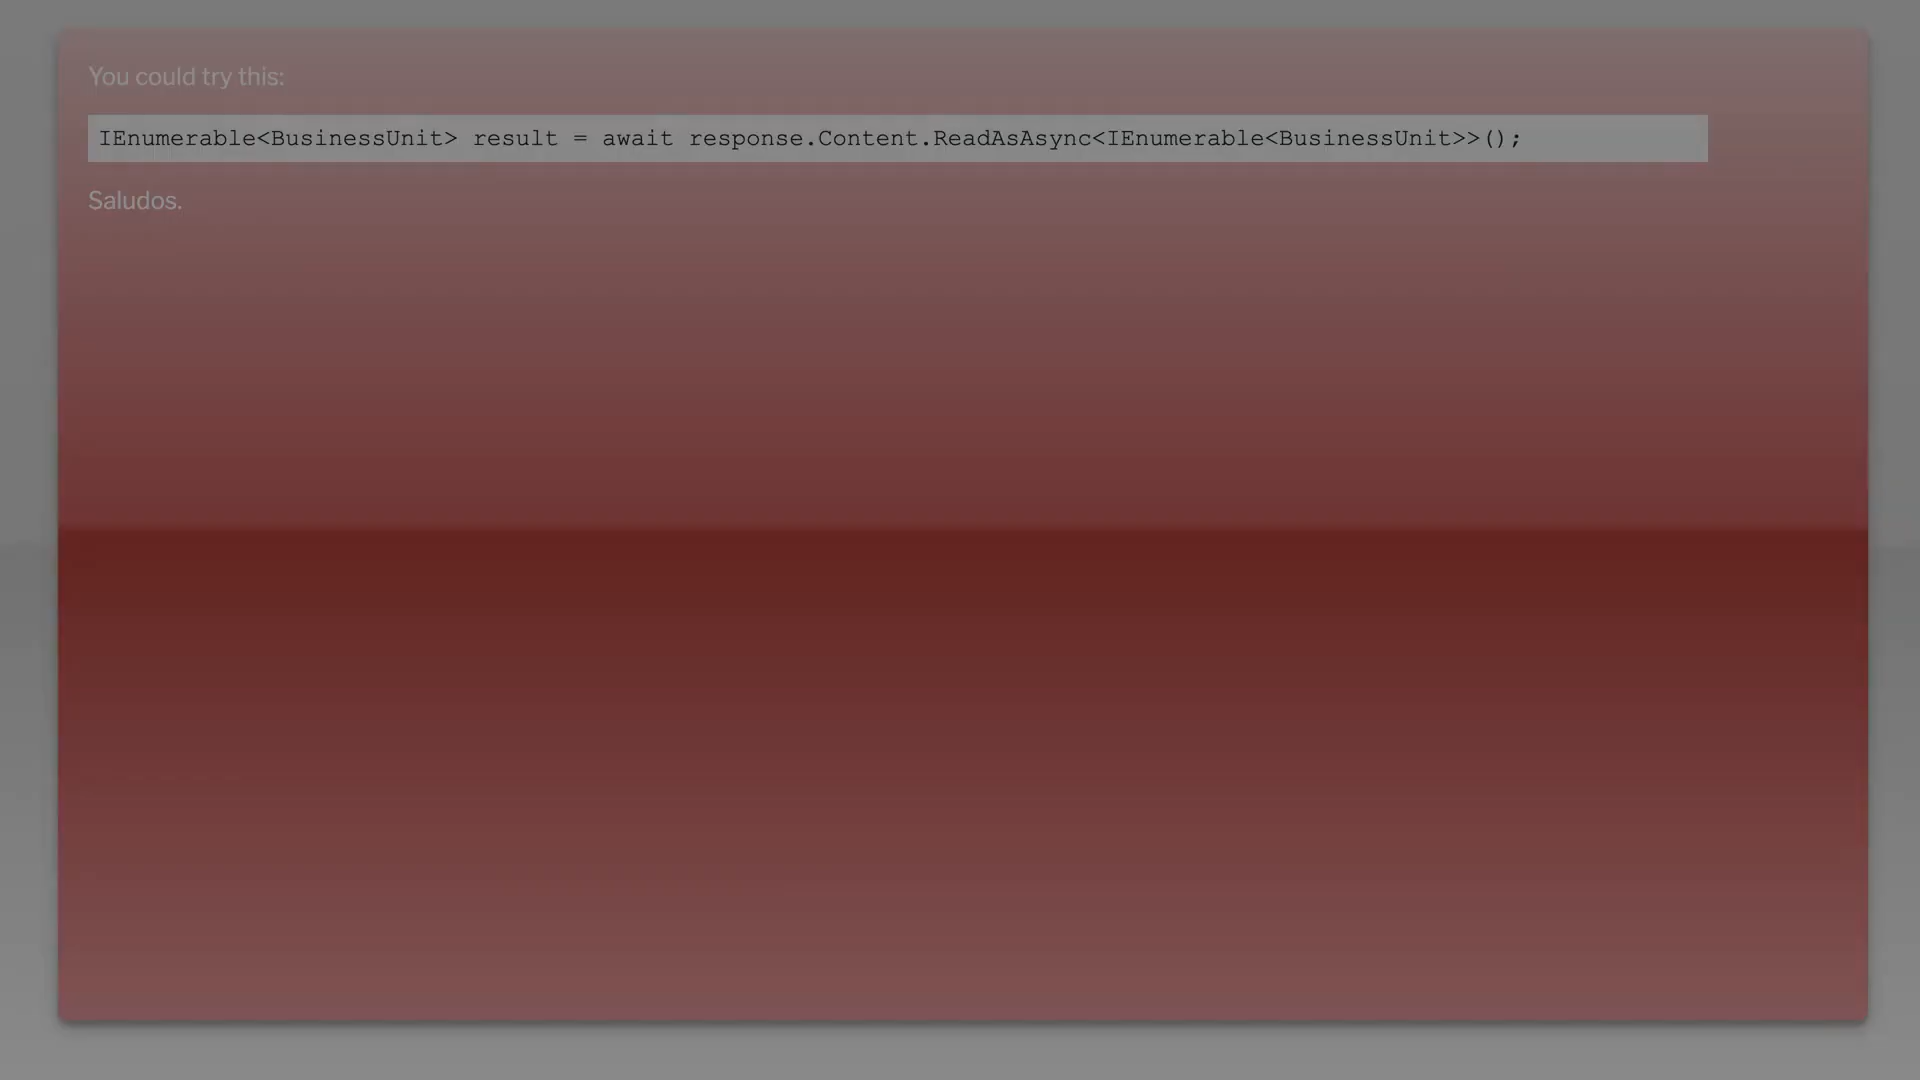 You could try this:
IEnumerable<BusinessUnit> result = await response.Content.ReadAsAsync<IEnumerable<BusinessUnit>>();
Saludos.